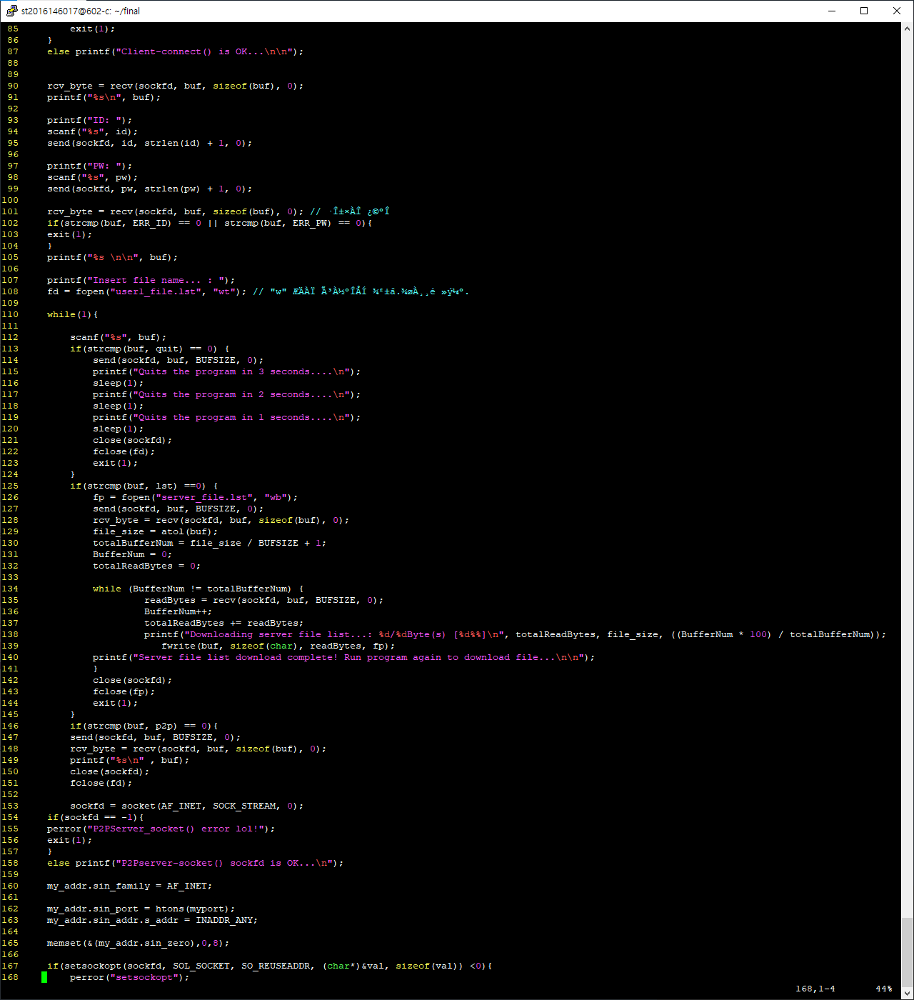 st2016146017@602-c: ~/final
85         exit(1);
86     }
87     else printf("Client-connect() is OK...\n\n");
88
89
90     rcv_byte = recv(sockfd, buf, sizeof(buf), 0);
91     printf("%s\n", buf);
92
93     printf("ID: ");
94     scanf("%s", id);
95     send(sockfd, id, strlen(id) + 1, 0);
96
97     printf("PW: ");
98     scanf("%s", pw);
99     send(sockfd, pw, strlen(pw) + 1, 0);
100
101     rcv_byte = recv(sockfd, buf, sizeof(buf), 0); // ·Î±×ÀÎ ¿©ºÎ
102     if(strcmp(buf, ERR_ID) == 0 || strcmp(buf, ERR_PW) == 0){
103     exit(1);
104     }
105     printf("%s \n\n", buf);
106
107     printf("Insert file name... : ");
108     fd = fopen("user1_file.lst", "wt"); // "w" ÆÄÀÏ Ã³À½ºÎÅÍ ¾²±â.¾øÀ¸¸é »ý¼º.
109
110     while(1){
111
112         scanf("%s", buf);
113         if(strcmp(buf, quit) == 0) {
114             send(sockfd, buf, BUFSIZE, 0);
115             printf("Quits the program in 3 seconds....\n");
116             sleep(1);
117             printf("Quits the program in 2 seconds....\n");
118             sleep(1);
119             printf("Quits the program in 1 seconds....\n");
120             sleep(1);
121             close(sockfd);
122             fclose(fd);
123             exit(1);
124         }
125         if(strcmp(buf, lst) ==0) {
126             fp = fopen("server_file.lst", "wb");
127             send(sockfd, buf, BUFSIZE, 0);
128             rcv_byte = recv(sockfd, buf, sizeof(buf), 0);
129             file_size = atol(buf);
130             totalBufferNum = file_size / BUFSIZE + 1;
131             BufferNum = 0;
132             totalReadBytes = 0;
133
134             while (BufferNum != totalBufferNum) {
135                      readBytes = recv(sockfd, buf, BUFSIZE, 0);
136                      BufferNum++;
137                      totalReadBytes += readBytes;
138                      printf("Downloading server file list...: %d/%dByte(s) [%d%%]\n", totalReadBytes, file_size, ((BufferNum * 100) / totalBufferNum));
139                         fwrite(buf, sizeof(char), readBytes, fp);
140             printf("Server file list download complete! Run program again to download file...\n\n");
141             }
142             close(sockfd);
143             fclose(fp);
144             exit(1);
145         }
146         if(strcmp(buf, p2p) == 0){
147         send(sockfd, buf, BUFSIZE, 0);
148         rcv_byte = recv(sockfd, buf, sizeof(buf), 0);
149         printf("%s\n" , buf);
150         close(sockfd);
151         fclose(fd);
152
153         sockfd = socket(AF_INET, SOCK_STREAM, 0);
154     if(sockfd == -1){
155     perror("P2PServer_socket() error lol!");
156     exit(1);
157     }
158     else printf("P2Pserver-socket() sockfd is OK...\n");
159
160     my_addr.sin_family = AF_INET;
161
162     my_addr.sin_port = htons(myport);
163     my_addr.sin_addr.s_addr = INADDR_ANY;
164
165     memset(&(my_addr.sin_zero),0,8);
166
167     if(setsockopt(sockfd, SOL_SOCKET, SO_REUSEADDR, (char*)&val, sizeof(val)) <0){
168         perror("setsockopt");
168,1-4       44%